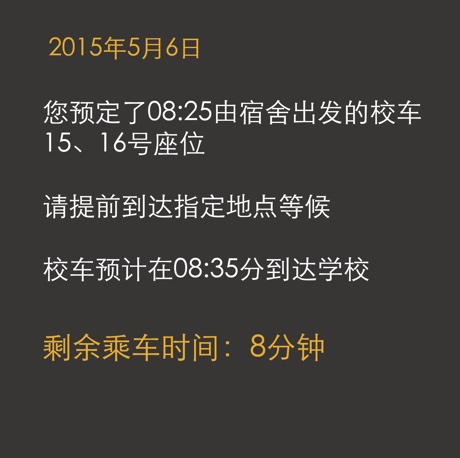 2015年5月6日
您预定了08:25由宿舍出发的校车
15、16号座位
请提前到达指定地点等候
校车预计在08:35分到达学校
剩余乘车时间：8分钟